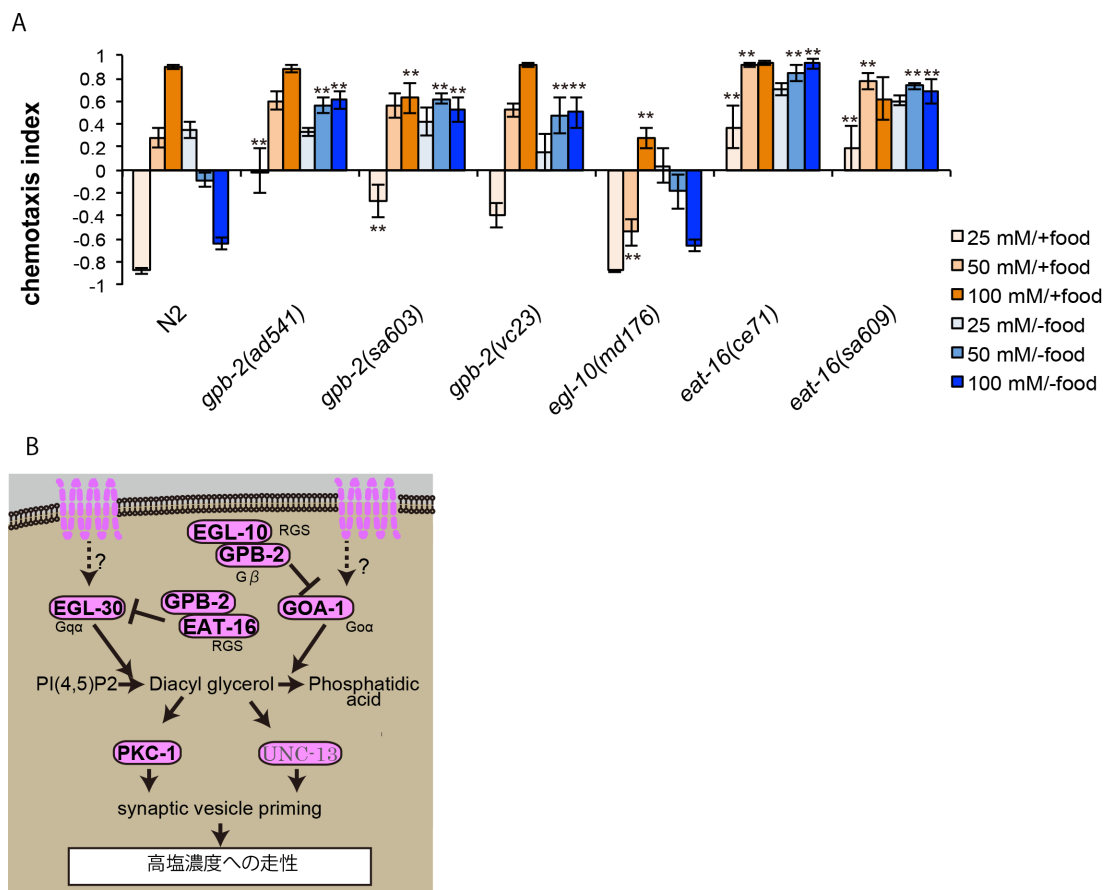 A
chemotaxis index
1
0.8
0.6
0.4
0.2
0
-0.2
-0.4
-0.6
-0.8
-1
**
** **
**
**
** **
** **
**
**
**
**
** **
**
**
** **
N2
gpb-2(ad541)
gpb-2(sa603)
gpb-2(vc23)
egl-10(md176)
eat-16(ce71)
eat-16(sa609)
25 mM/+food
50 mM/+food
100 mM/+food
25 mM/-food
50 mM/-food
100 mM/-food
B
EGL-10 RGS
GPB-2
Gβ
?
?
EGL-30
Gqα
GPB-2
EAT-16
RGS
GOA-1
Goα
PI(4,5)P2
Diacyl glycerol
Phosphatidic
acid
PKC-1
UNC-13
synaptic vesicle priming
高塩濃度への走性